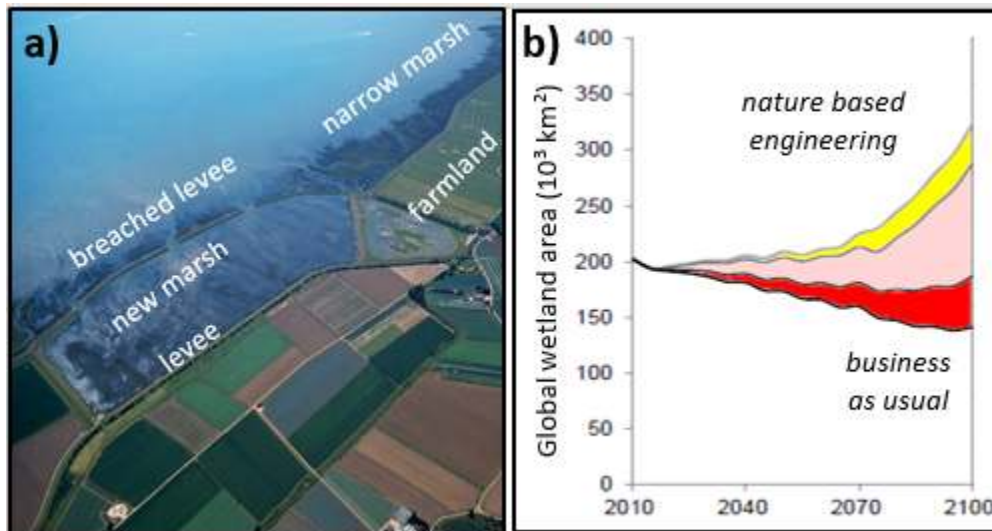 a)
narrow marsh
breached levee
farmland
new marsh
levee
b)
Global wetland area (10³ km²)
400
350
300
250
200
150
100
50
0
2010
2040
2070
2100
nature based
engineering
business
as usual